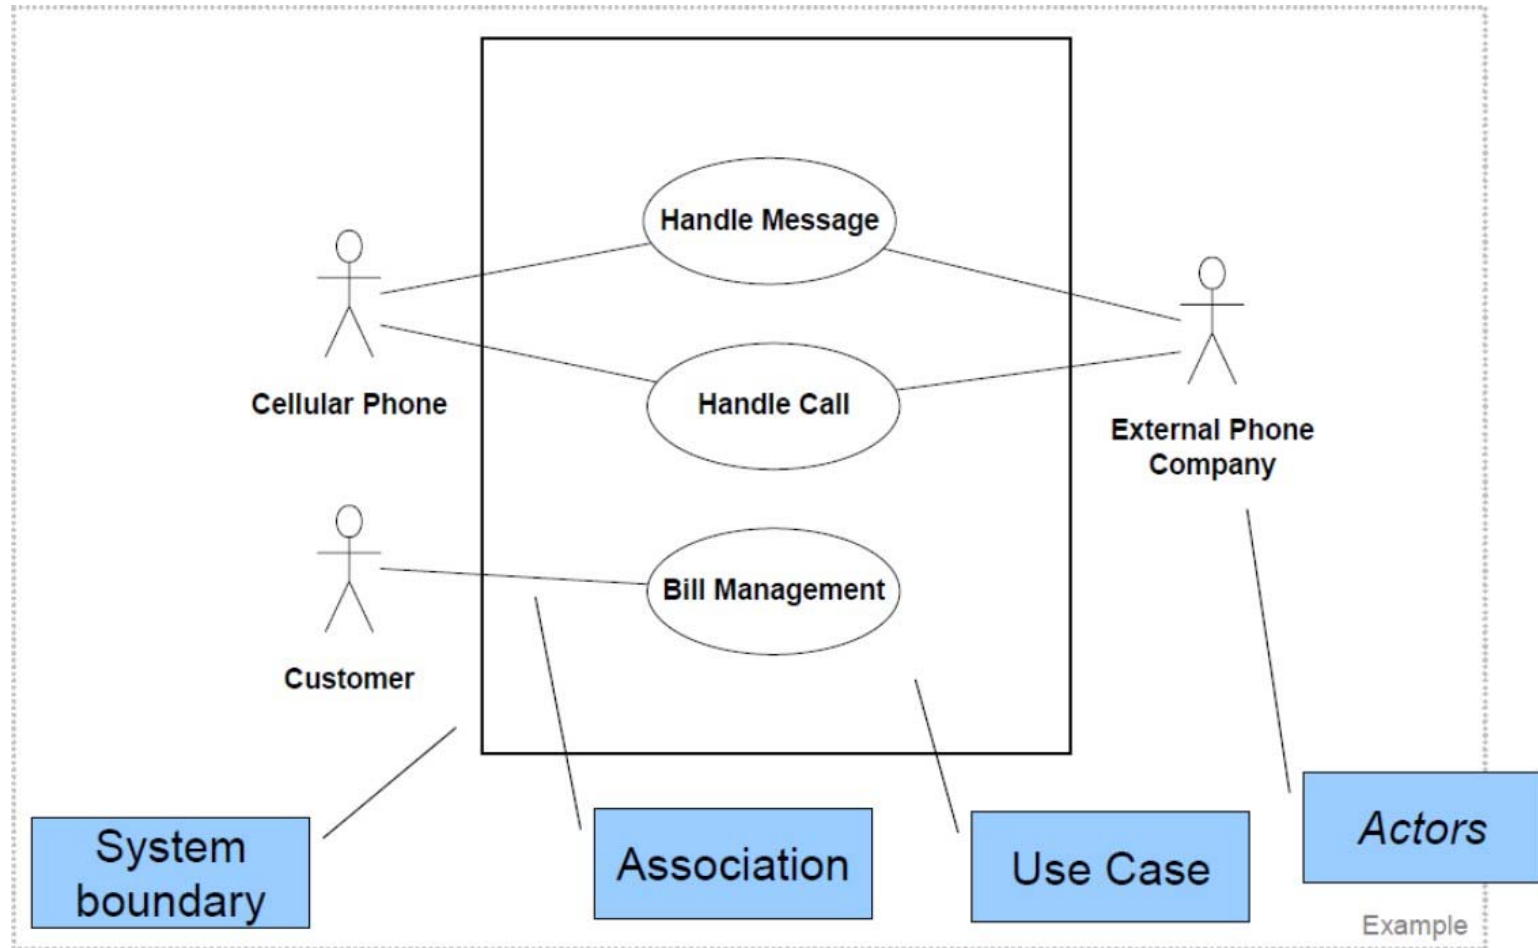 Handle Message
Cellular Phone
Handle Call
External Phone
Company
Bill Management
Customer
System
boundary
Association
Use Case
Actors
Example